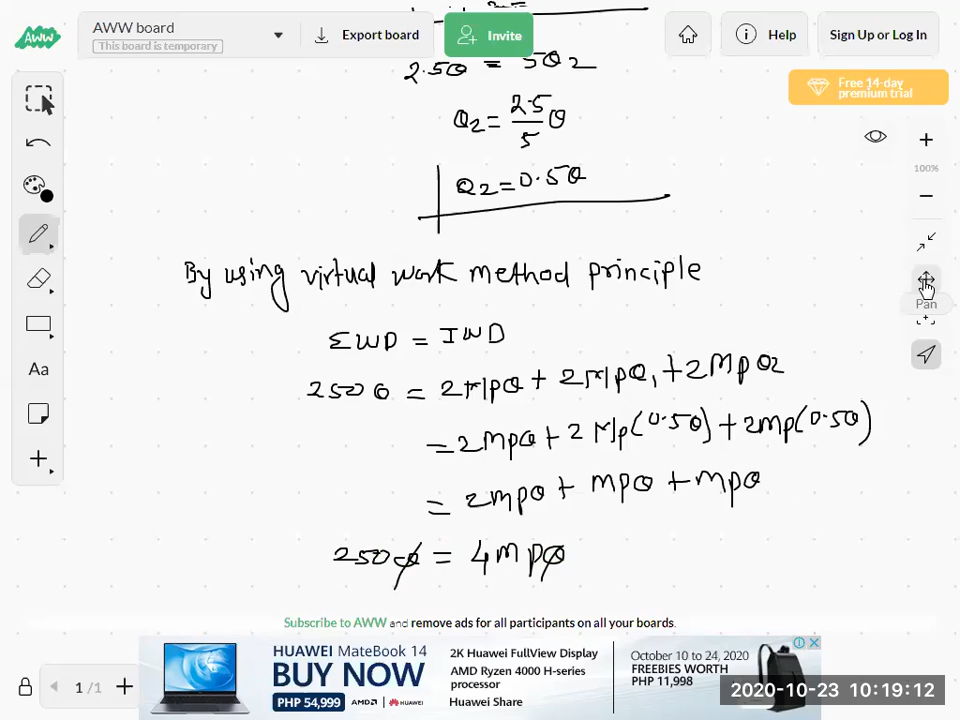 AWW
AWW board
This board is temporary
Export board
Invite
Help
Sign Up or Log In
Free 14-day
premium trial
2.5θ = 5θ2
θ2 = 2.5/5 θ
θ2 = 0.5θ
100%
By using virtual work method principle
Pan
EWD = IWD
250θ = 2Mpθ + 2Mpθ1 + 2Mpθ2
= 2Mpθ + 2Mp(0.5θ) + 2Mp(0.5θ)
Aa
= 2Mpθ + Mpθ + Mpθ
250θ = 4Mpθ
Subscribe to AWW and remove ads for all participants on all your boards.
HUAWEI MateBook 14
BUY NOW
PHP 54,999
AMD
HUAWEI
2K Huawei FullView Display
AMD Ryzen 4000 H-series
processor
Huawei Share
October 10 to 24, 2020
FREEBIES WORTH
PHP 11,998
1/1
2020-10-23 10:19:12